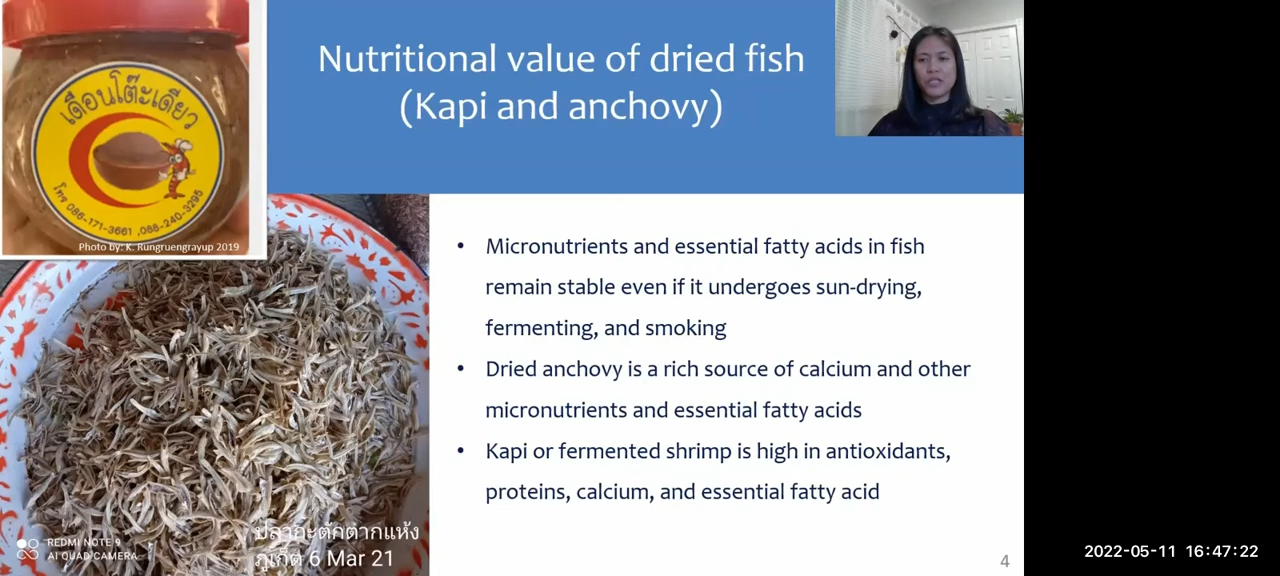 เดือนโต๊ะเดียว
โทร 086-171-3661 ,088-240-3295
Photo by: K. Rungruengrayup 2019
Nutritional value of dried fish
(Kapi and anchovy)
• Micronutrients and essential fatty acids in fish
remain stable even if it undergoes sun-drying,
fermenting, and smoking
• Dried anchovy is a rich source of calcium and other
micronutrients and essential fatty acids
• Kapi or fermented shrimp is high in antioxidants,
proteins, calcium, and essential fatty acid
REDMI NOTE 9
AI QUAD CAMERA
ปลากะตักตากแห้ง
ภูเก็ต 6 Mar 21
4
2022-05-11 16:47:22